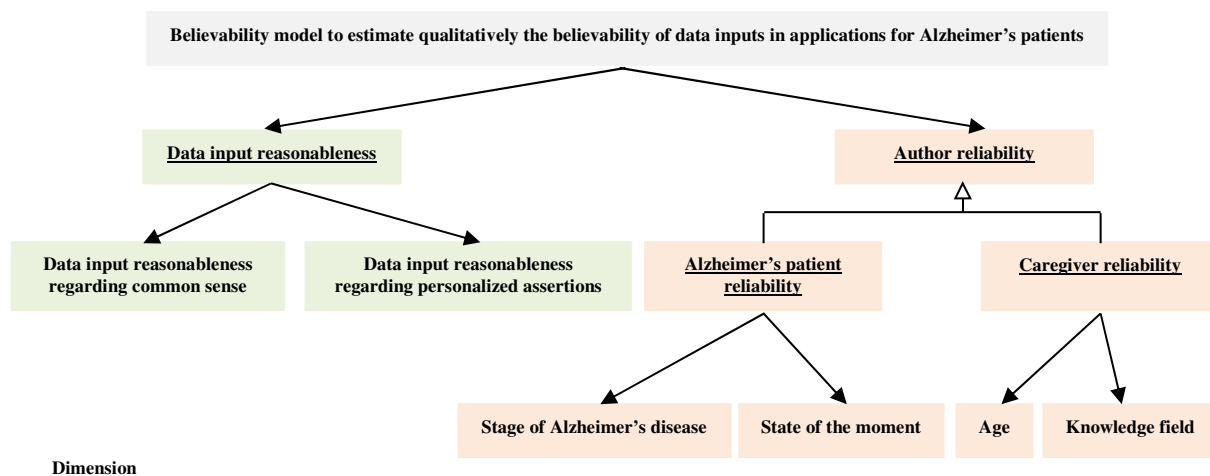 Believability model to estimate qualitatively the believability of data inputs in applications for Alzheimer’s patients
Data input reasonableness
Author reliability
Data input reasonableness
regarding common sense
Data input reasonableness
regarding personalized assertions
Alzheimer’s patient
reliability
Caregiver reliability
Stage of Alzheimer’s disease
State of the moment
Age
Knowledge field
Dimension